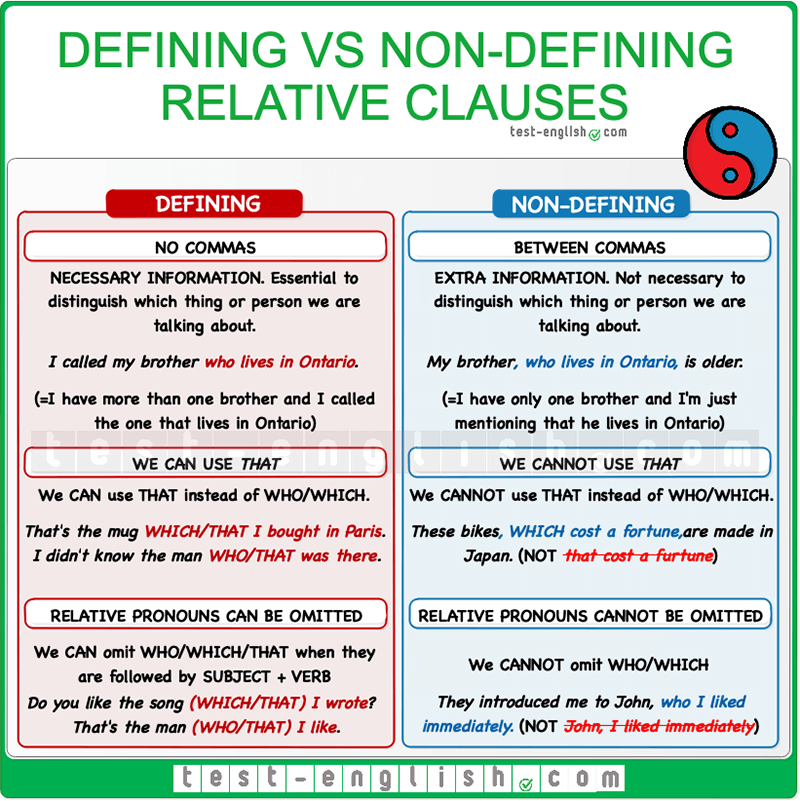 DEFINING VS NON-DEFINING
RELATIVE CLAUSES
test-english.com
DEFINING
NO COMMAS
NECESSARY INFORMATION. Essential to
distinguish which thing or person we are
talking about.
I called my brother who lives in Ontario.
(=I have more than one brother and I called
the one that lives in Ontario)
WE CAN USE THAT
We CAN use THAT instead of WHO/WHICH.
That's the mug WHICH/THAT I bought in Paris.
I didn't know the man WHO/THAT was there.
RELATIVE PRONOUNS CAN BE OMITTED
We CAN omit WHO/WHICH/THAT when they
are followed by SUBJECT + VERB
Do you like the song (WHICH/THAT) I wrote?
That's the man (WHO/THAT) I like.
NON-DEFINING
BETWEEN COMMAS
EXTRA INFORMATION. Not necessary to
distinguish which thing or person we are
talking about.
My brother, who lives in Ontario, is older.
(=I have only one brother and I'm just
mentioning that he lives in Ontario)
WE CANNOT USE THAT
We CANNOT use THAT instead of WHO/WHICH.
These bikes, WHICH cost a fortune,are made in
Japan. (NOT that cost a furtune)
RELATIVE PRONOUNS CANNOT BE OMITTED
We CANNOT omit WHO/WHICH
They introduced me to John, who I liked
immediately. (NOT John, I liked immediately)
test-english.com
test-english.com